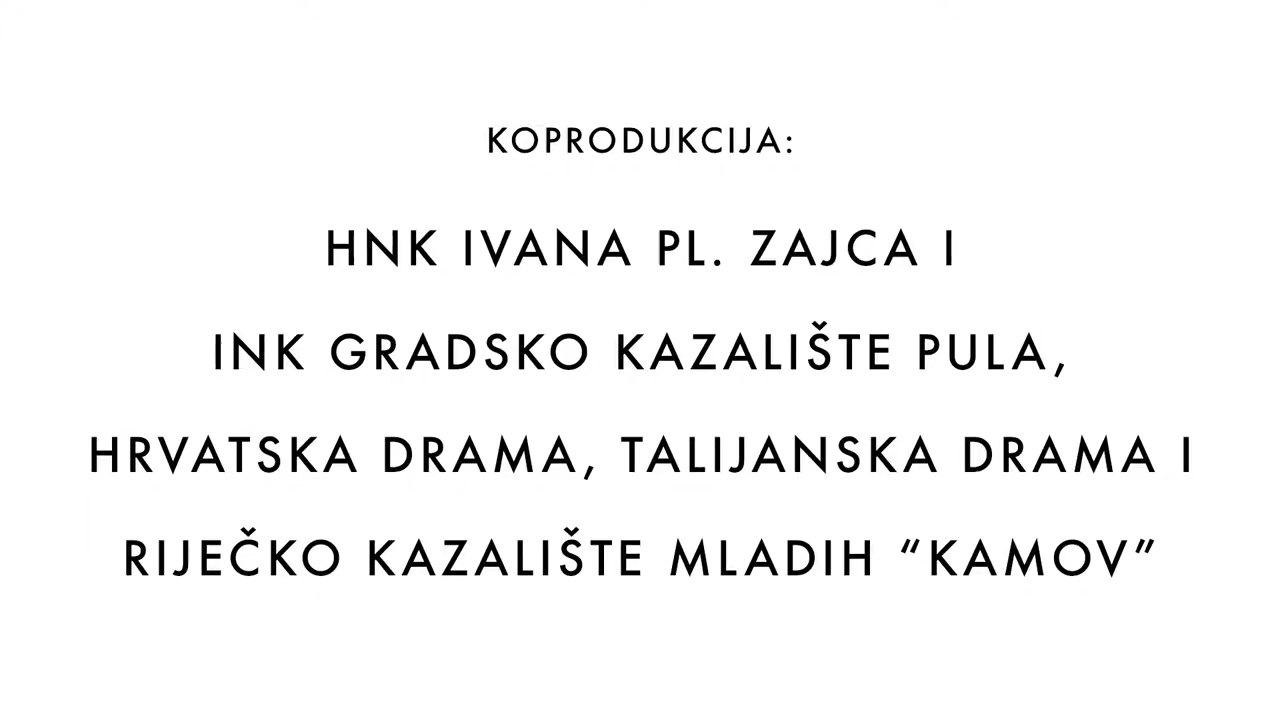 KOPRODUKCIJA:
HNK IVANA PL. ZAJCA I
INK GRADSKO KAZALIŠTE PULA,
HRVATSKA DRAMA, TALIJANSKA DRAMA I
RIJEČKO KAZALIŠTE MLADIH “KAMOV”